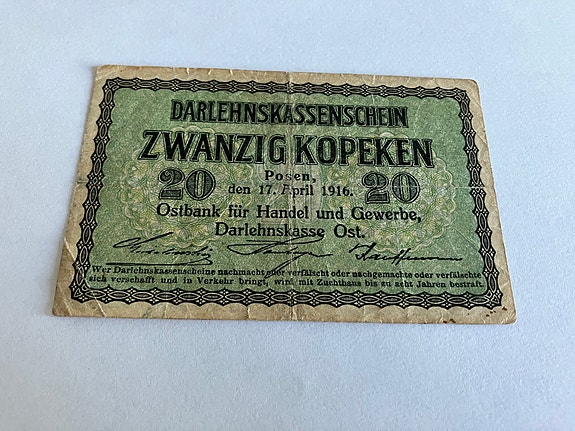 DARLEHNSKASSENSCHEIN
ZWANZIG KOPEKEN
Posen,
20 den 17. April 1916. 20
Ostbank für Handel und Gewerbe,
Darlehnskasse Ost.
Wer Darlehnskassenscheine nachmacht oder verfälscht oder nachgemachte oder verfälschte
sich verschafft und in Verkehr bringt, wird mit Zuchthaus bis zu acht Jahren bestraft.